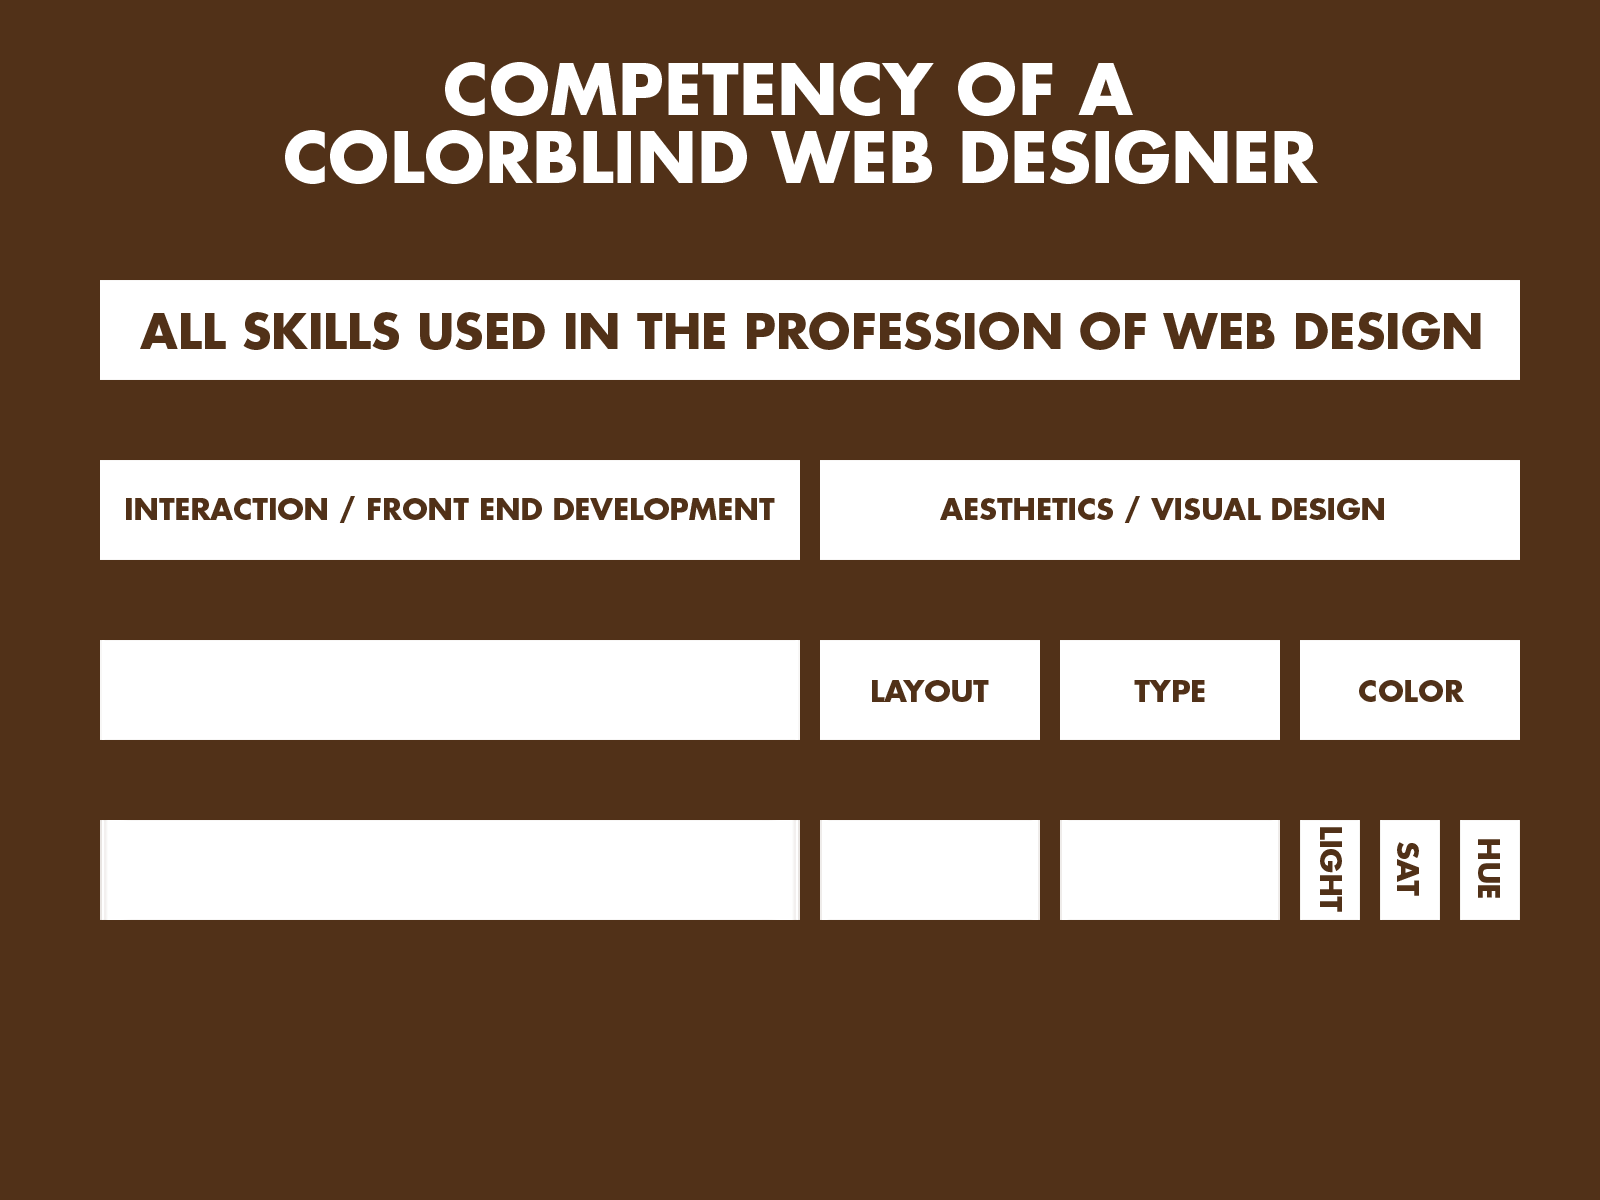 COMPETENCY OF A
COLORBLIND WEB DESIGNER
ALL SKILLS USED IN THE PROFESSION OF WEB DESIGN
INTERACTION / FRONT END DEVELOPMENT
AESTHETICS / VISUAL DESIGN
LAYOUT
TYPE
COLOR
LIGHT
SAT
HUE